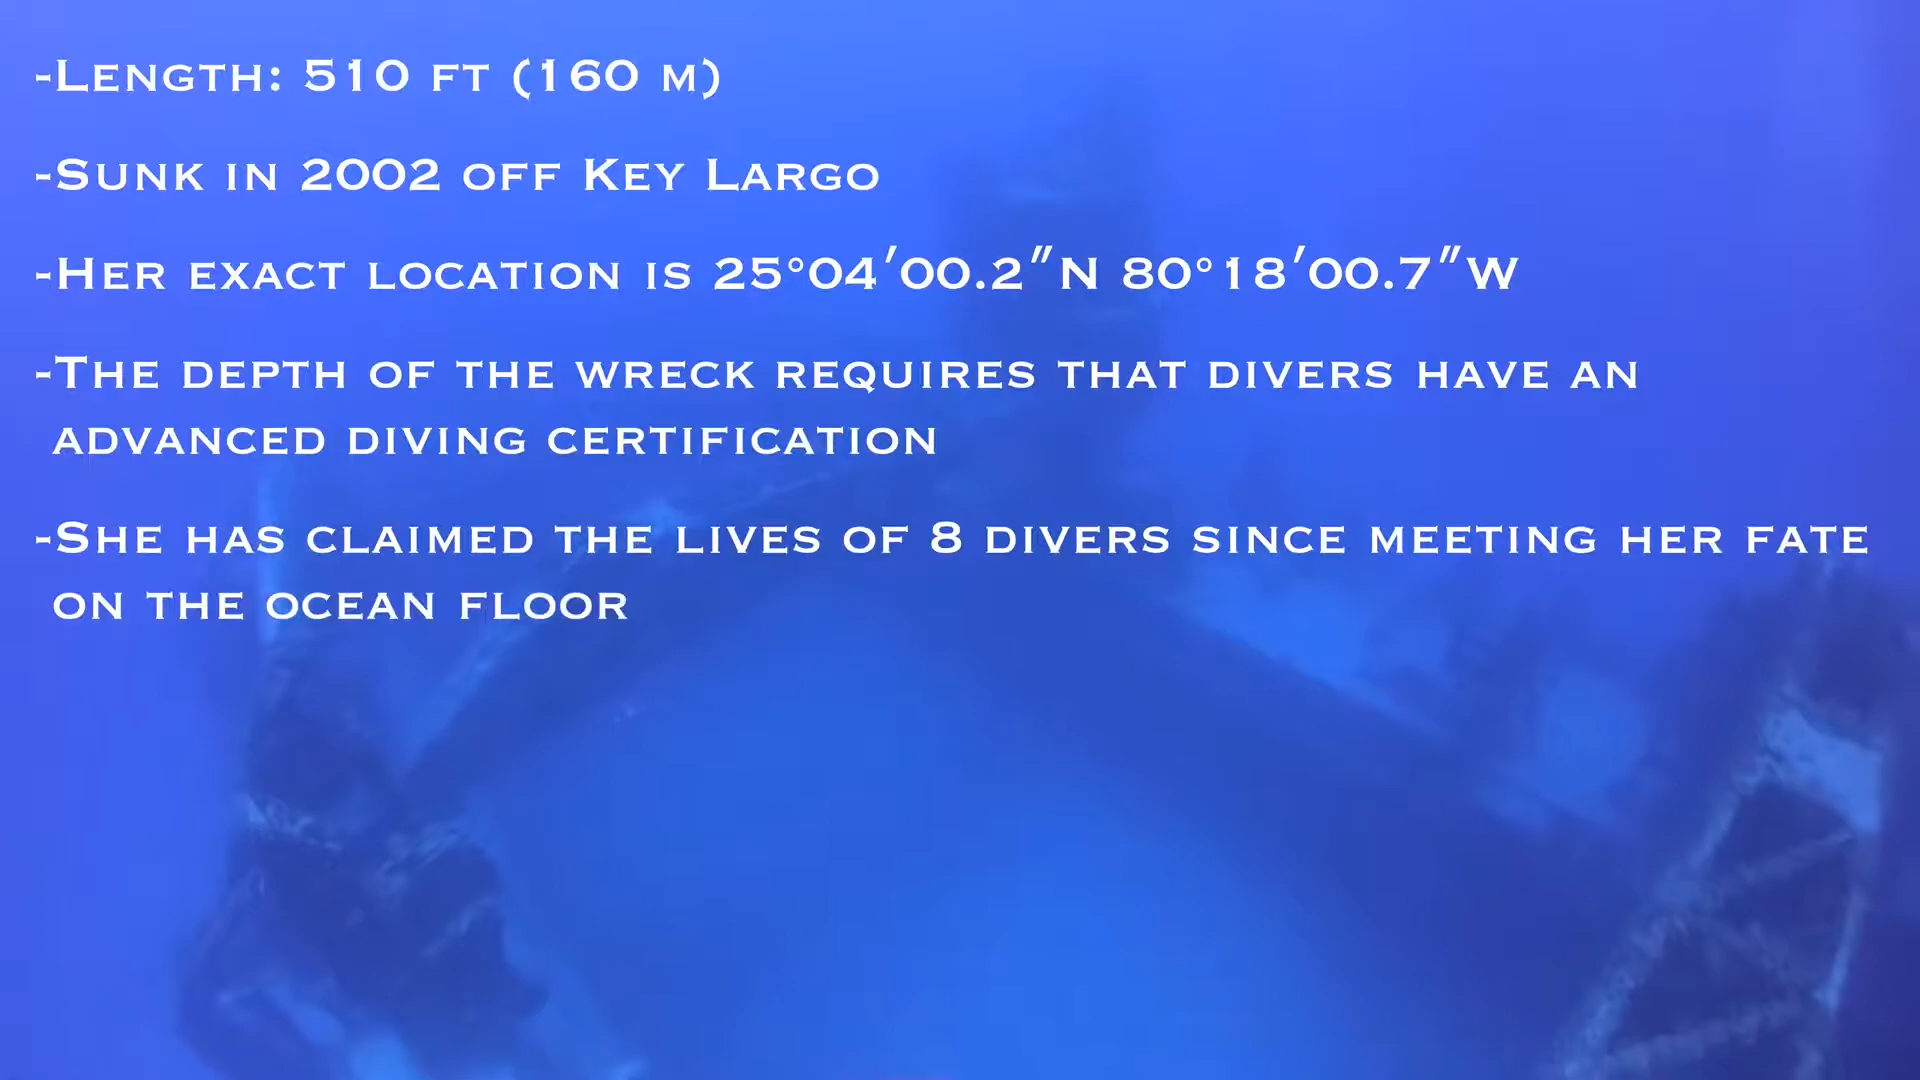 -Length: 510 ft (160 m)
-Sunk in 2002 off Key Largo
-Her exact location is 25°04′00.2″N 80°18′00.7″W
-The depth of the wreck requires that divers have an
advanced diving certification
-She has claimed the lives of 8 divers since meeting her fate
on the ocean floor